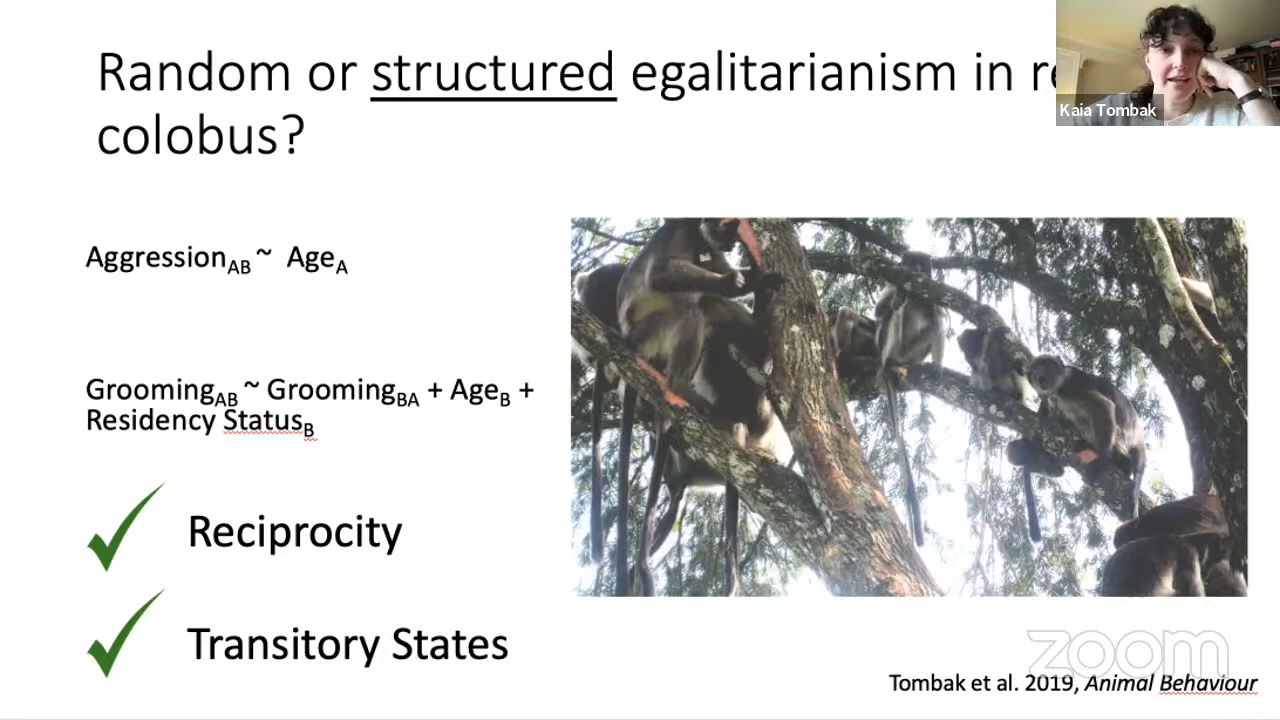 Random or structured egalitarianism in re
colobus?
Kaia Tombak
Aggression_AB ~ Age_A
Grooming_AB ~ Grooming_BA + Age_B +
Residency Status_B
Reciprocity
Transitory States
zoom
Tombak et al. 2019, Animal Behaviour